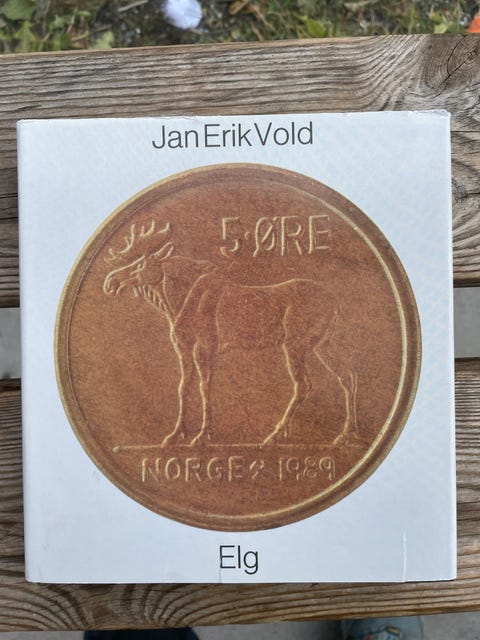 Jan Erik Vold
5·ØRE
NORGE ⚒ 1989
Elg